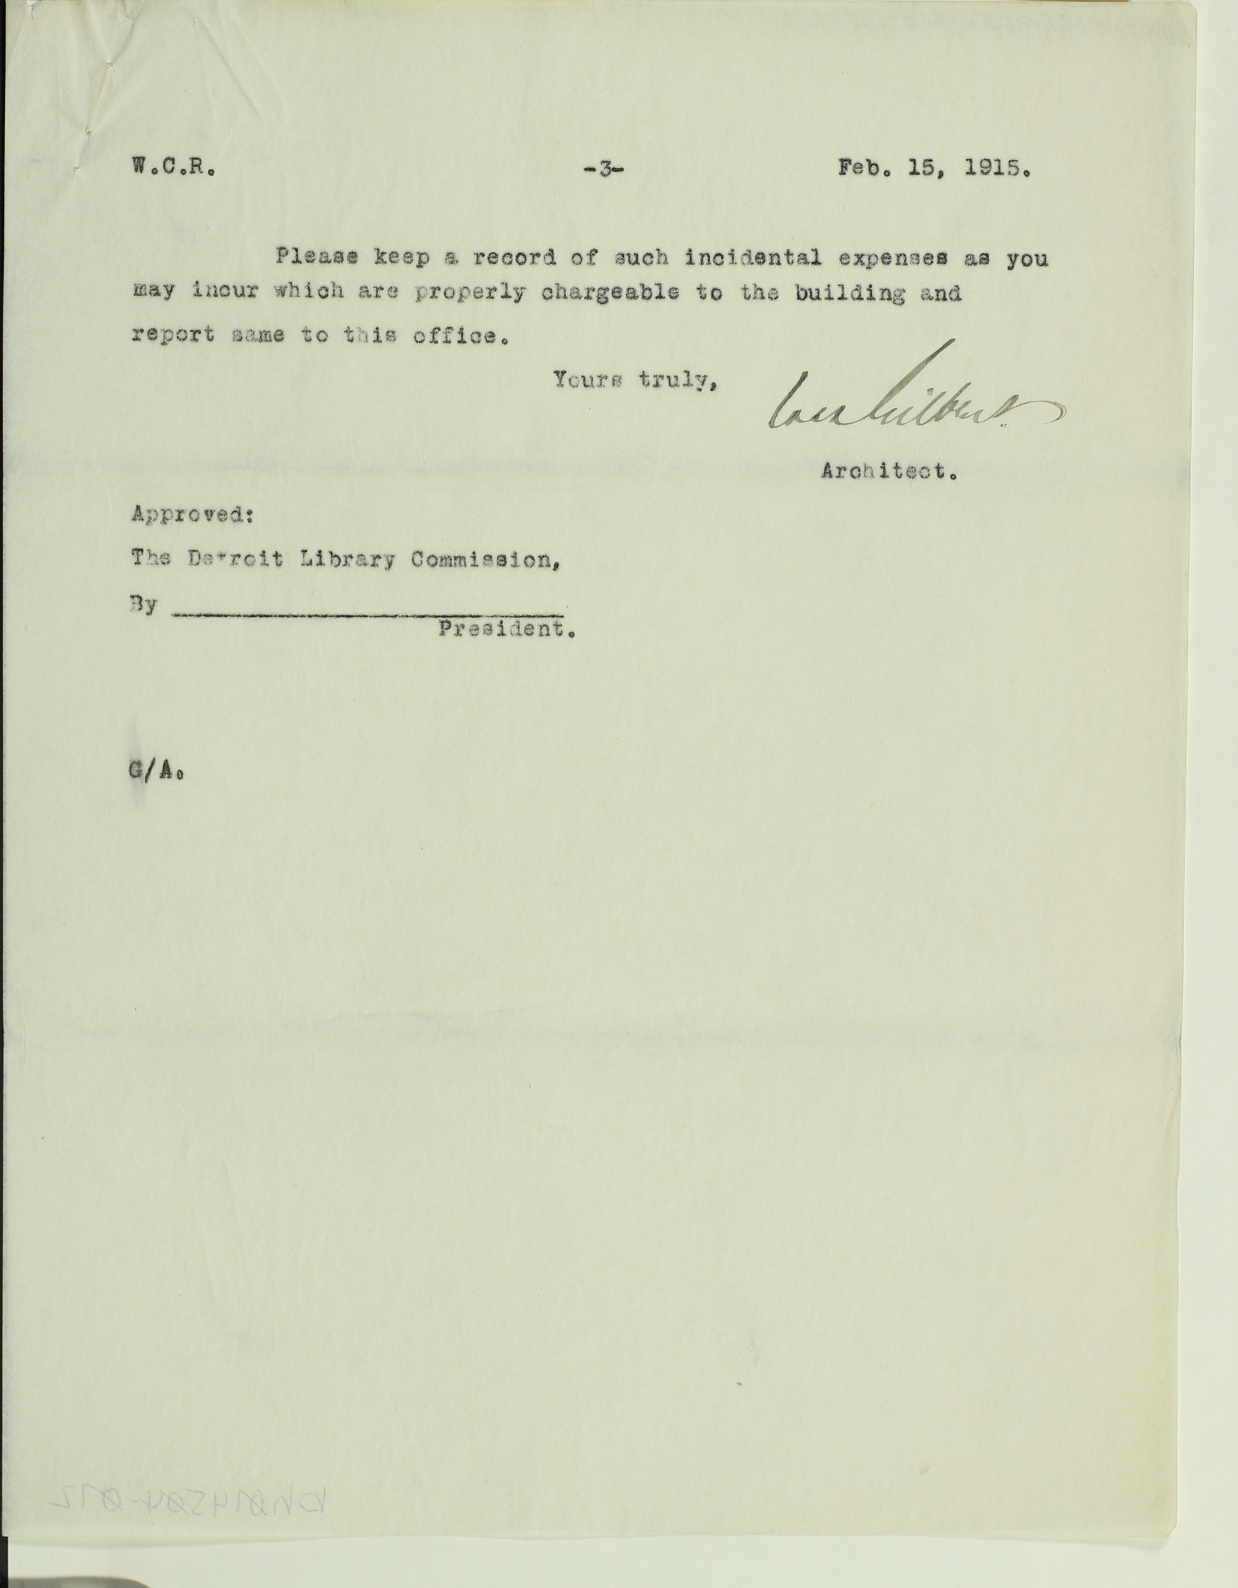 W.C.R. -3- Feb. 15, 1915.
Please keep a record of such incidental expenses as you
may incur which are properly chargeable to the building and
report same to this office.
Yours truly,
Cass Gilbert
Architect.
Approved:
The Detroit Library Commission,
By
President.
G/A.